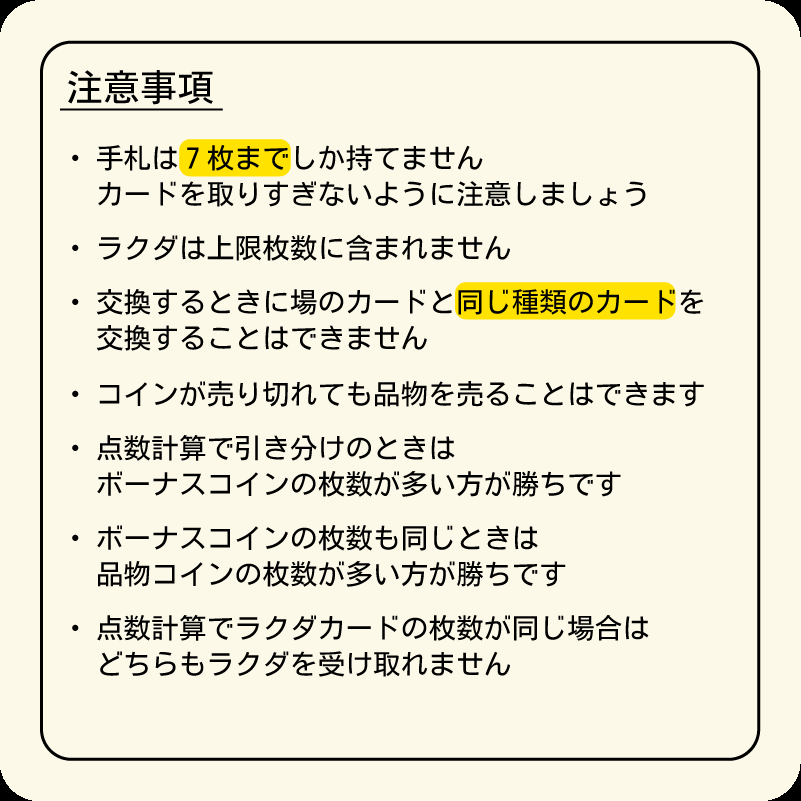 注意事項
・ 手札は7枚までしか持てません
カードを取りすぎないように注意しましょう
・ ラクダは上限枚数に含まれません
・ 交換するときに場のカードと同じ種類のカードを
交換することはできません
・ コインが売り切れても品物を売ることはできます
・ 点数計算で引き分けのときは
ボーナスコインの枚数が多い方が勝ちです
・ ボーナスコインの枚数も同じときは
品物コインの枚数が多い方が勝ちです
・ 点数計算でラクダカードの枚数が同じ場合は
どちらもラクダを受け取れません